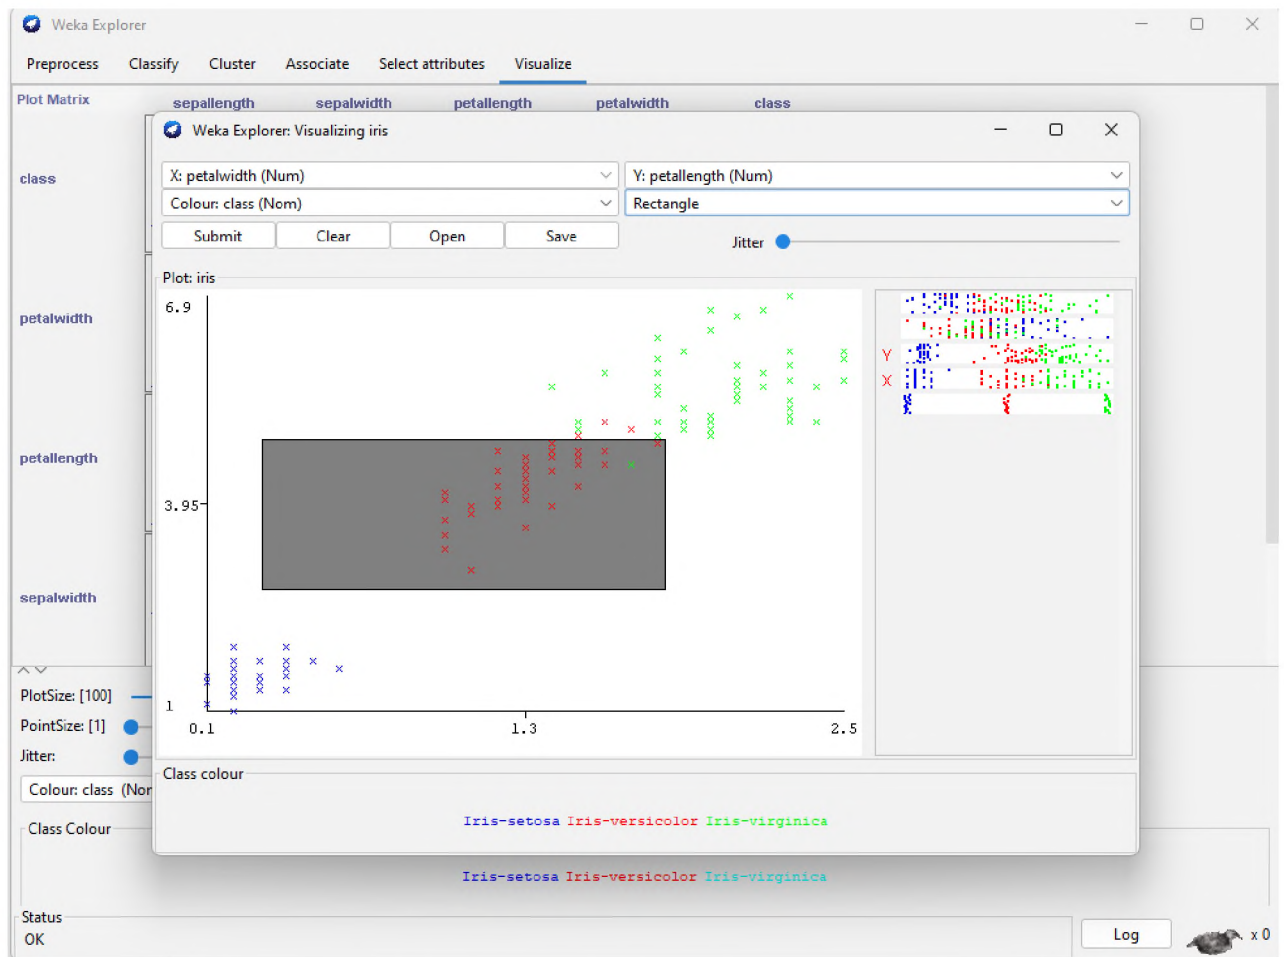 Weka Explorer
Preprocess Classify Cluster Associate Select attributes Visualize
Plot Matrix sepallength sepalwidth petallength petalwidth class
Weka Explorer: Visualizing iris
class
X: petalwidth (Num) Y: petallength (Num)
Colour: class (Nom) Rectangle
Submit Clear Open Save Jitter
Plot: iris
6.9
petalwidth
Y
X
petallength
3.95
sepalwidth
1
0.1 1.3 2.5
PlotSize: [100]
PointSize: [1]
Jitter:
Class colour
Colour: class (Nor
Iris-setosa Iris-versicolor Iris-virginica
Class Colour
Iris-setosa Iris-versicolor Iris-virginica
Status
OK
Log x 0